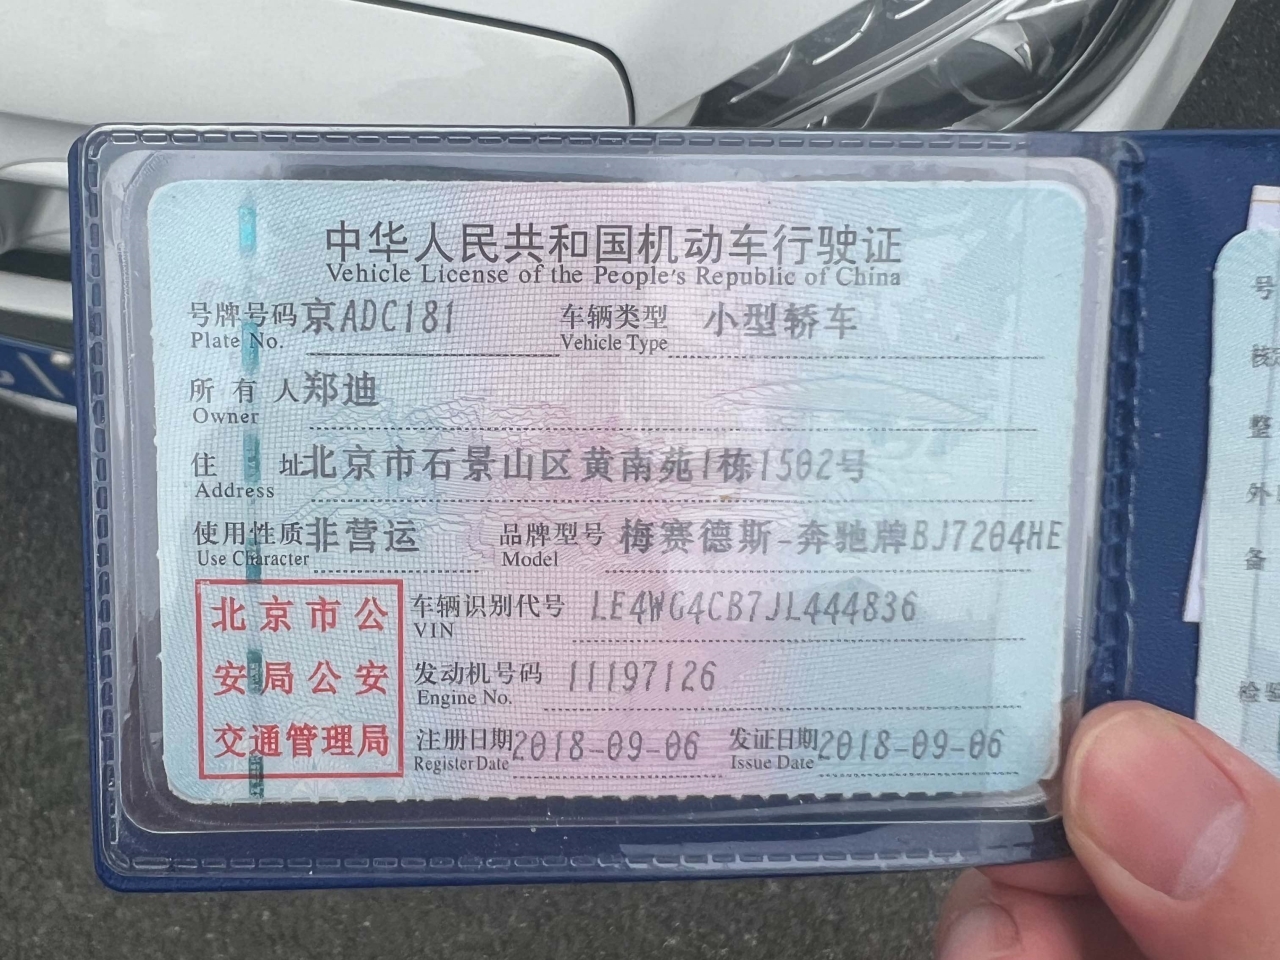 中华人民共和国机动车行驶证
Vehicle License of the People's Republic of China
号牌号码 京ADC181 车辆类型 小型轿车
Plate No. Vehicle Type
所有人 郑迪
Owner
住址 北京市石景山区黄南苑1栋1502号
Address
使用性质 非营运 品牌型号 梅赛德斯-奔驰牌BJ7204HE
Use Character Model
北京市公
安局公安
交通管理局
车辆识别代号 LE4WG4CB7JL444836
VIN
发动机号码 11197126
Engine No.
注册日期 2018-09-06 发证日期 2018-09-06
Register Date Issue Date
号
核
整
外
备
检验